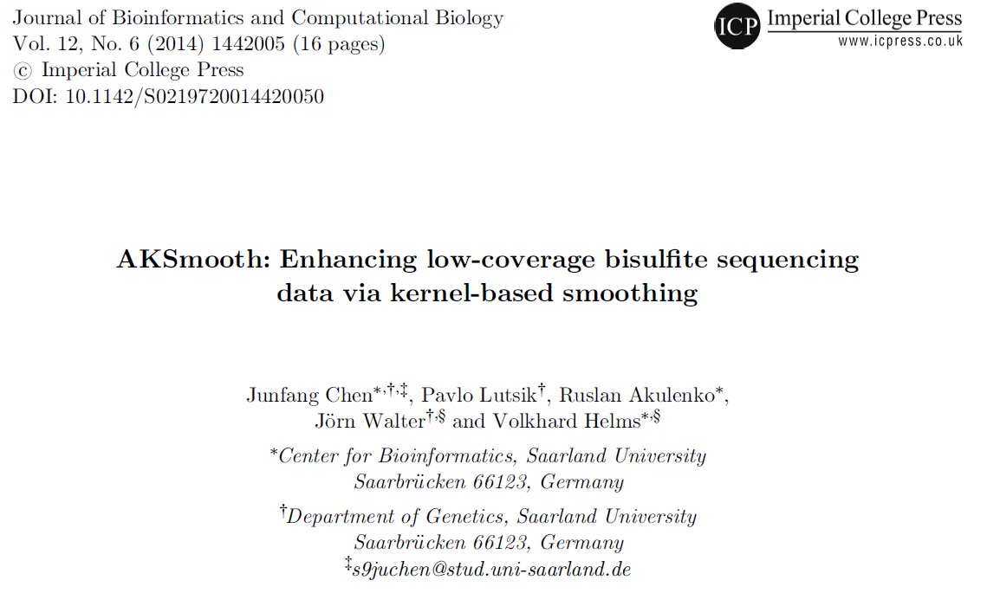 Journal of Bioinformatics and Computational Biology
Vol. 12, No. 6 (2014) 1442005 (16 pages)
© Imperial College Press
DOI: 10.1142/S0219720014420050
ICP Imperial College Press
www.icpress.co.uk
AKSmooth: Enhancing low-coverage bisulfite sequencing
data via kernel-based smoothing
Junfang Chen*,†,‡, Pavlo Lutsik†, Ruslan Akulenko*,
Jörn Walter†,§ and Volkhard Helms*,§
*Center for Bioinformatics, Saarland University
Saarbrücken 66123, Germany
†Department of Genetics, Saarland University
Saarbrücken 66123, Germany
‡s9juchen@stud.uni-saarland.de